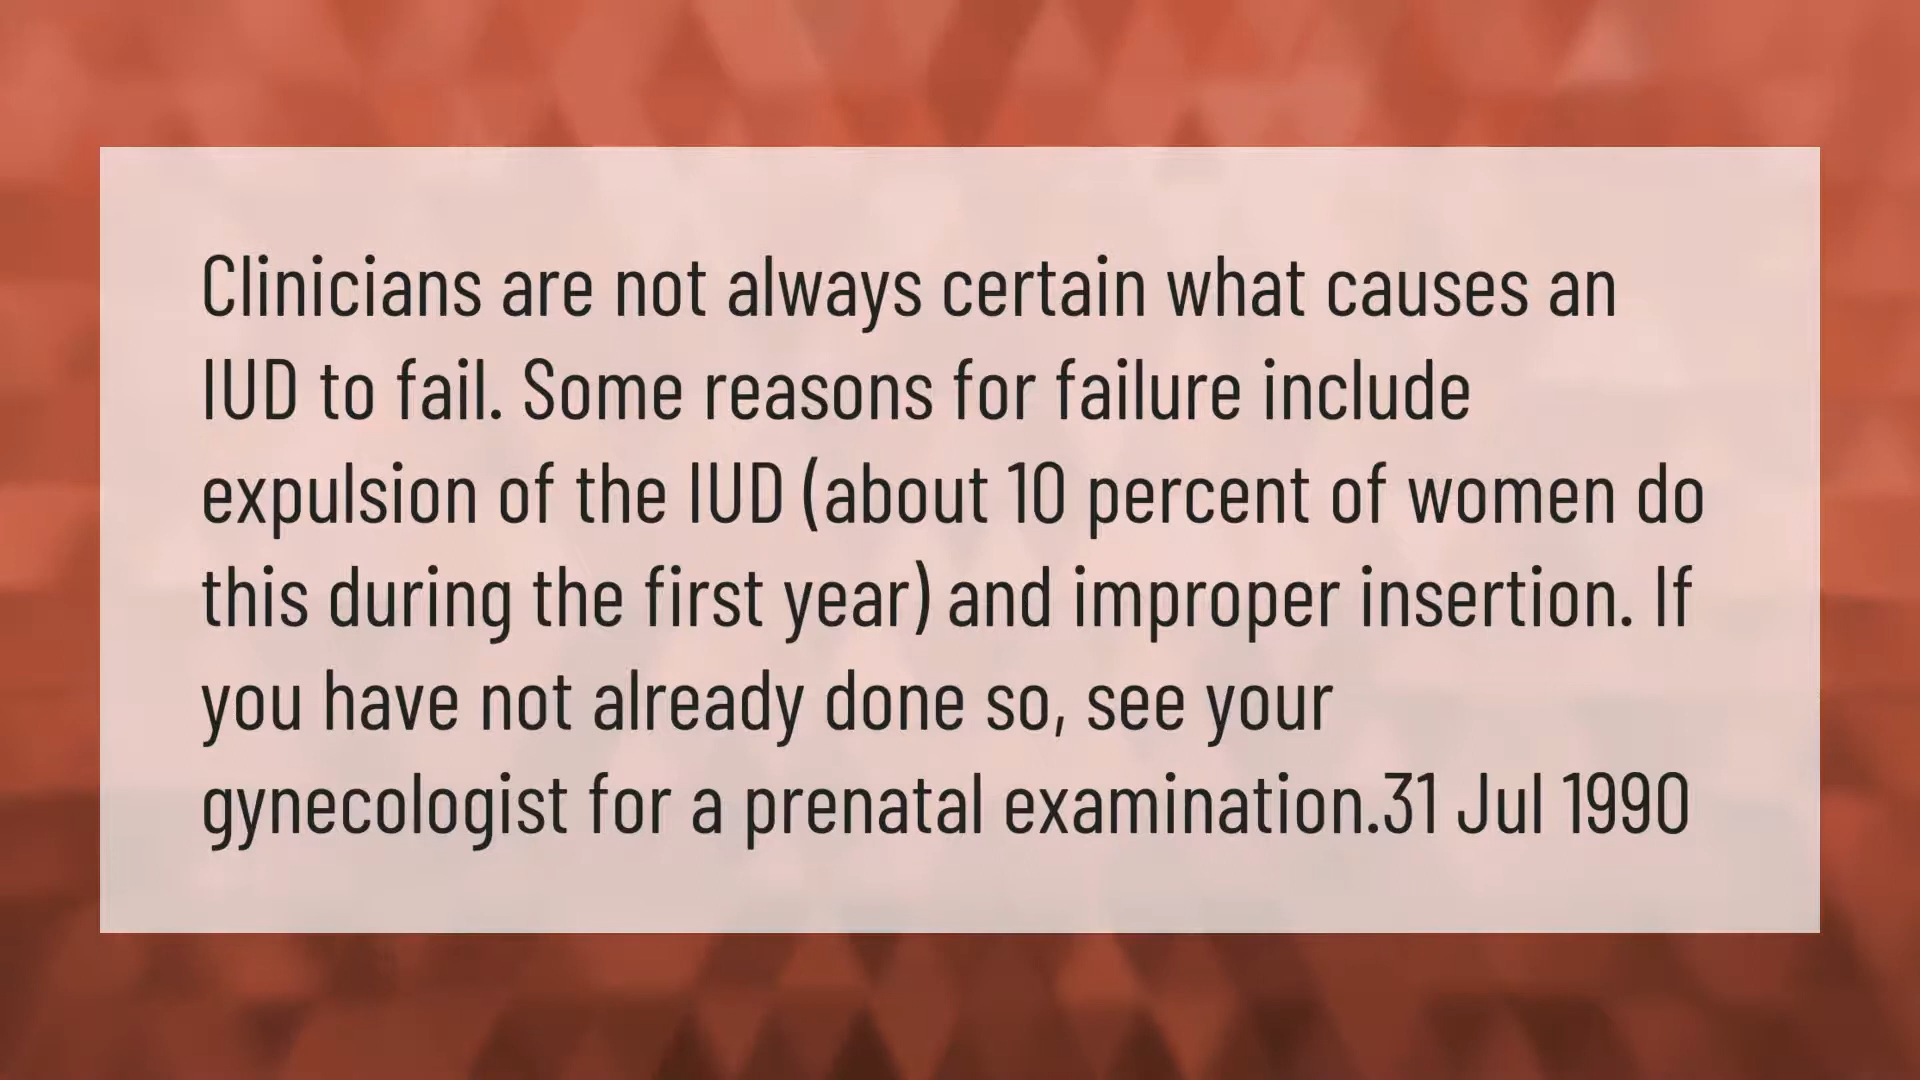 Clinicians are not always certain what causes an
IUD to fail. Some reasons for failure include
expulsion of the IUD (about 10 percent of women do
this during the first year) and improper insertion. If
you have not already done so, see your
gynecologist for a prenatal examination.31 Jul 1990